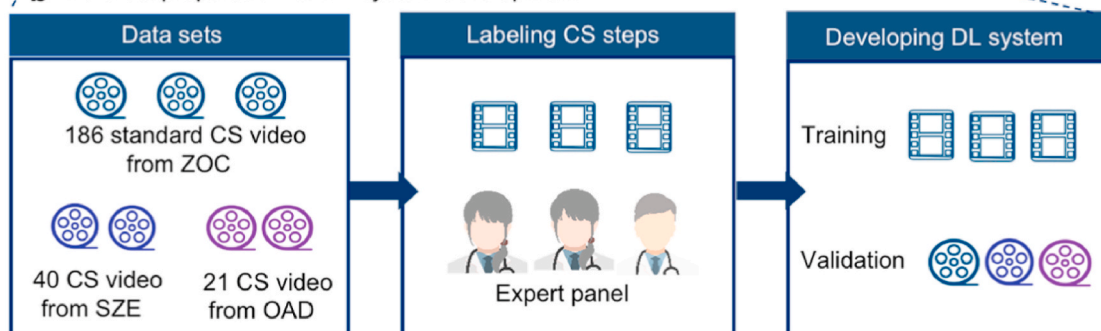 Data sets
186 standard CS video
from ZOC
40 CS video
from SZE
21 CS video
from OAD
Labeling CS steps
Expert panel
Developing DL system
Training
Validation